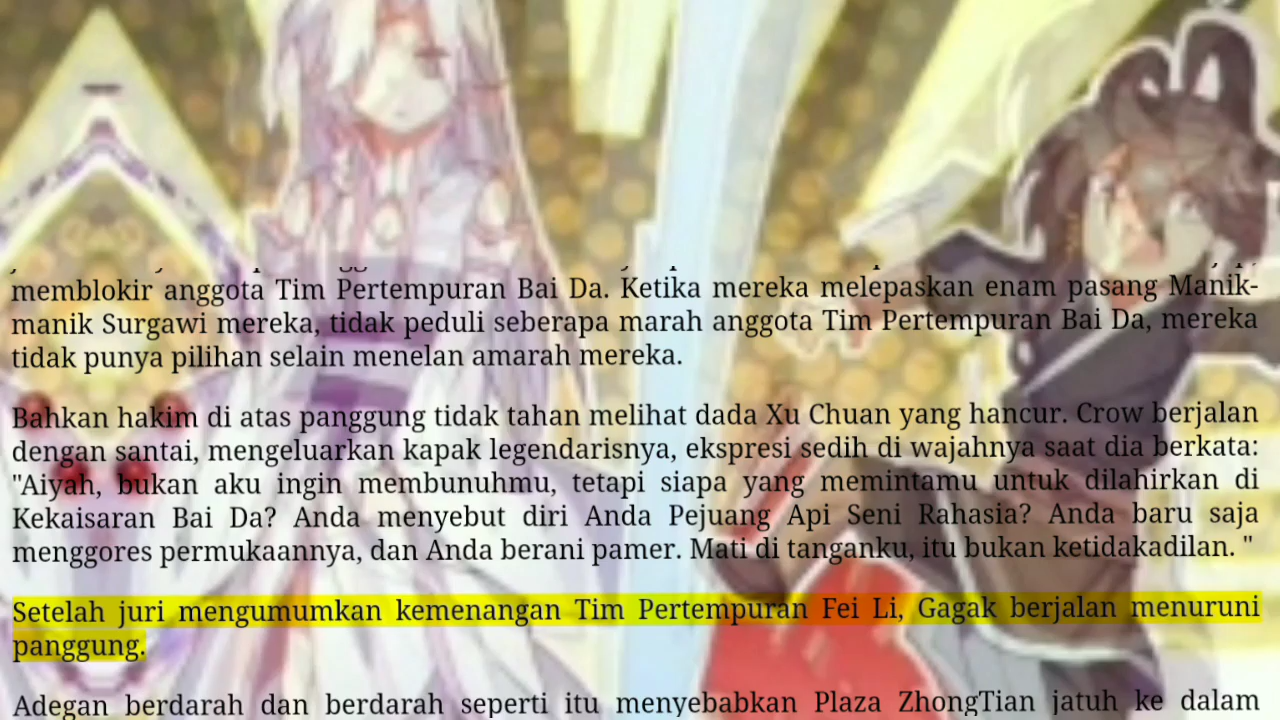 memblokir anggota Tim Pertempuran Bai Da. Ketika mereka melepaskan enam pasang Manik-
manik Surgawi mereka, tidak peduli seberapa marah anggota Tim Pertempuran Bai Da, mereka
tidak punya pilihan selain menelan amarah mereka.
Bahkan hakim di atas panggung tidak tahan melihat dada Xu Chuan yang hancur. Crow berjalan
dengan santai, mengeluarkan kapak legendarisnya, ekspresi sedih di wajahnya saat dia berkata:
"Aiyah, bukan aku ingin membunuhmu, tetapi siapa yang memintamu untuk dilahirkan di
Kekaisaran Bai Da? Anda menyebut diri Anda Pejuang Api Seni Rahasia? Anda baru saja
menggores permukaannya, dan Anda berani pamer. Mati di tanganku, itu bukan ketidakadilan. "
Setelah juri mengumumkan kemenangan Tim Pertempuran Fei Li, Gagak berjalan menuruni
panggung.
Adegan berdarah dan berdarah seperti itu menyebabkan Plaza ZhongTian jatuh ke dalam